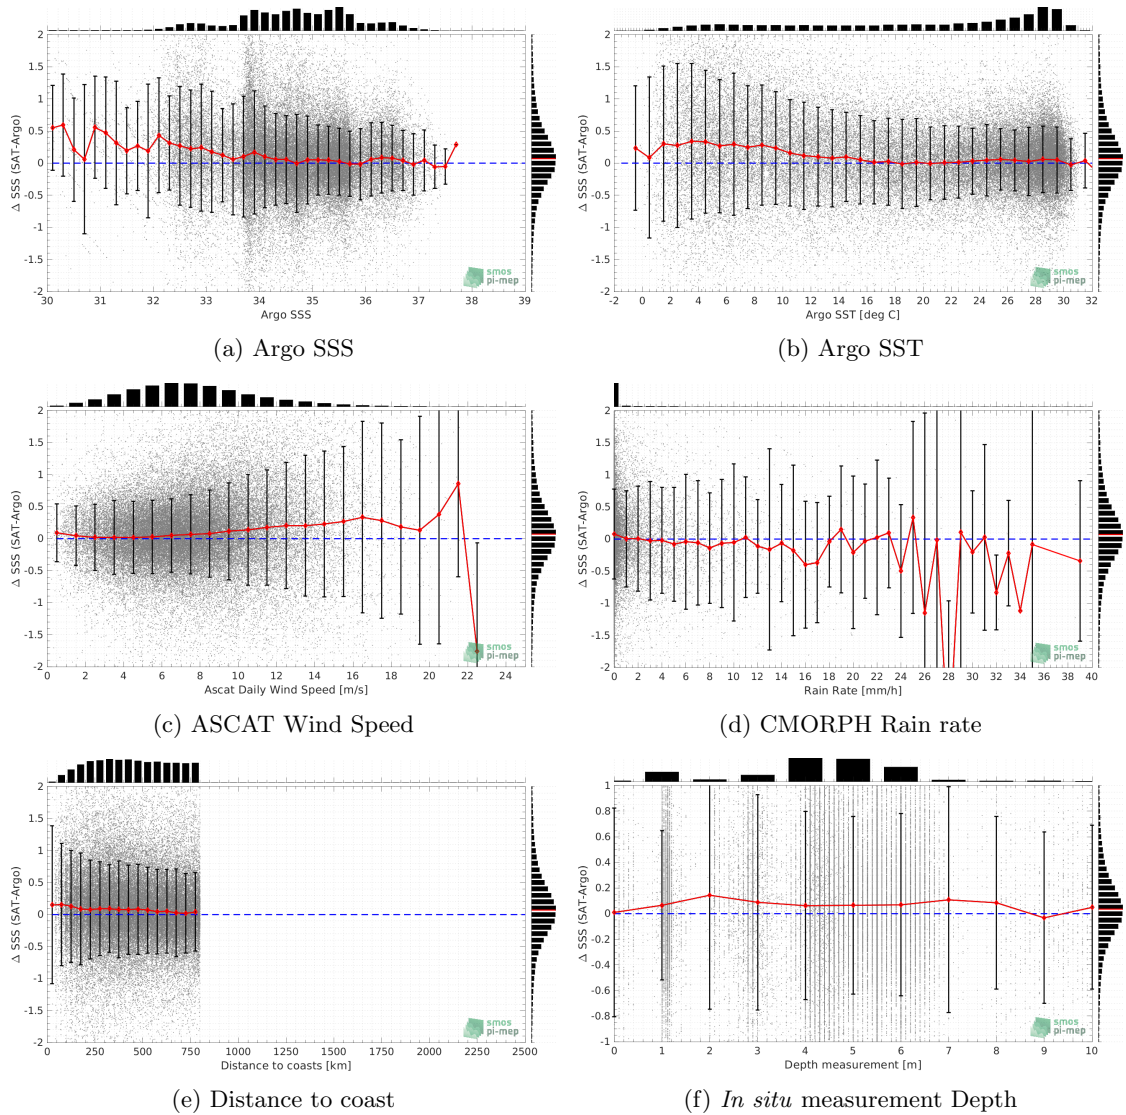 2
1.5
1
0.5
0
-0.5
-1
-1.5
-2
Δ SSS (SAT-Argo)
30 31 32 33 34 35 36 37 38 39
Argo SSS
smos
pi-mep
(a) Argo SSS
2
1.5
1
0.5
0
-0.5
-1
-1.5
-2
Δ SSS (SAT-Argo)
-2 0 2 4 6 8 10 12 14 16 18 20 22 24 26 28 30 32
Argo SST [deg C]
smos
pi-mep
(b) Argo SST
2
1.5
1
0.5
0
-0.5
-1
-1.5
-2
Δ SSS (SAT-Argo)
0 2 4 6 8 10 12 14 16 18 20 22 24
Ascat Daily Wind Speed [m/s]
smos
pi-mep
(c) ASCAT Wind Speed
2
1.5
1
0.5
0
-0.5
-1
-1.5
-2
Δ SSS (SAT-Argo)
0 2 4 6 8 10 12 14 16 18 20 22 24 26 28 30 32 34 36 38 40
Rain Rate [mm/h]
smos
pi-mep
(d) CMORPH Rain rate
2
1.5
1
0.5
0
-0.5
-1
-1.5
-2
Δ SSS (SAT-Argo)
0 250 500 750 1000 1250 1500 1750 2000 2250 2500
Distance to coasts [km]
smos
pi-mep
(e) Distance to coast
1
0.8
0.6
0.4
0.2
0
-0.2
-0.4
-0.6
-0.8
-1
Δ SSS (SAT-Argo)
0 1 2 3 4 5 6 7 8 9 10
Depth measurement [m]
smos
pi-mep
(f) In situ measurement Depth